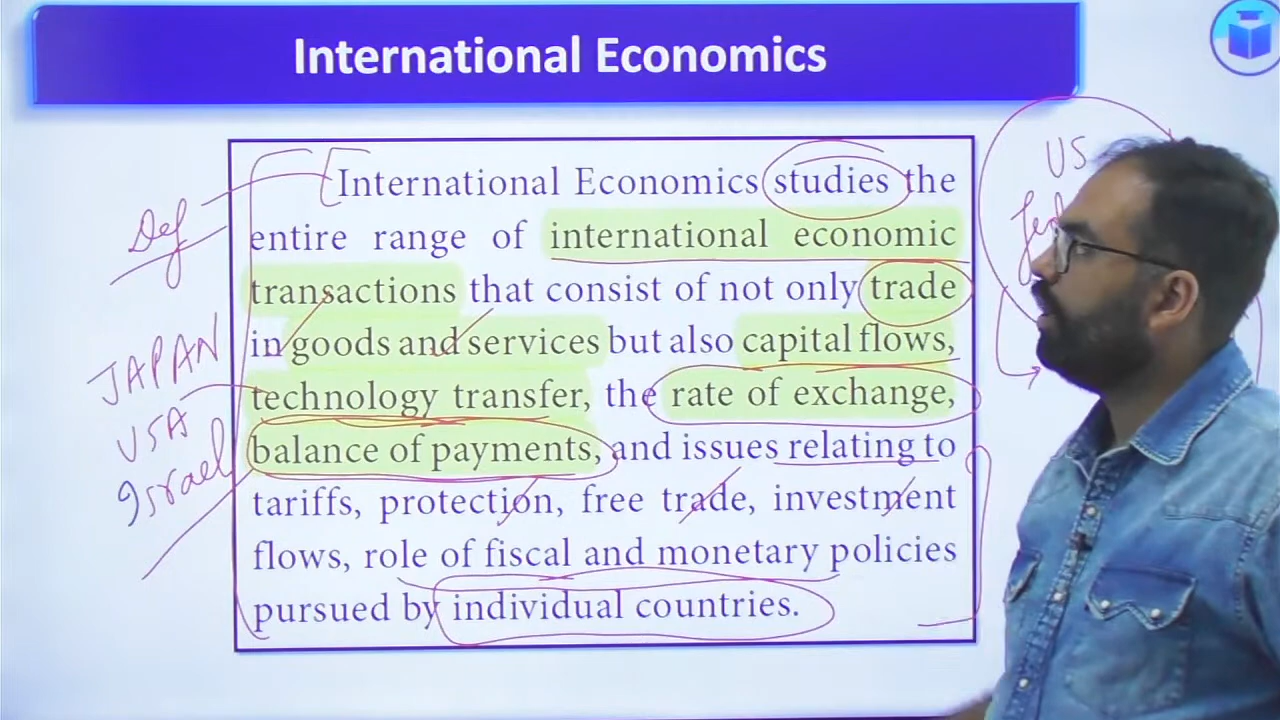 International Economics
International Economics studies the
entire range of international economic
transactions that consist of not only trade
in goods and services but also capital flows,
technology transfer, the rate of exchange,
balance of payments, and issues relating to
tariffs, protection, free trade, investment
flows, role of fiscal and monetary policies
pursued by individual countries.
Def
JAPAN
USA
Israel
US